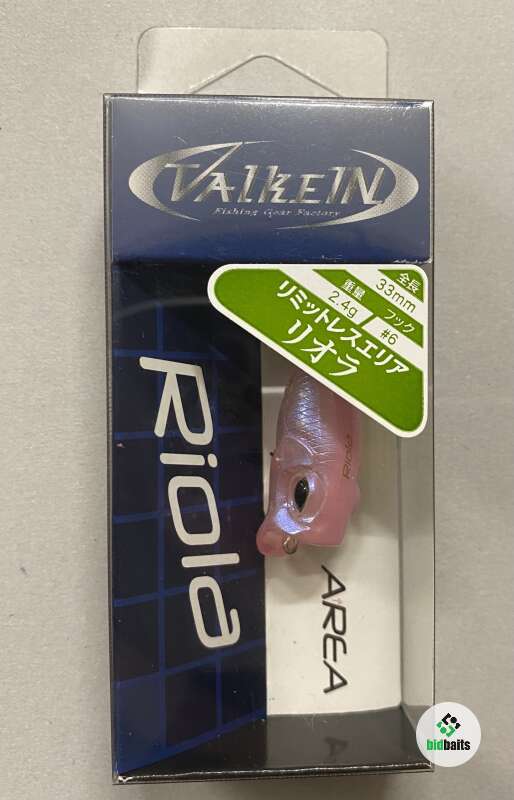 ValkeIN
Fishing Gear Factory
全長
33mm
重量
2.4g
フック
#6
リミットレスエリア
リオラ
Riola
Riola
AREA
bidbaits